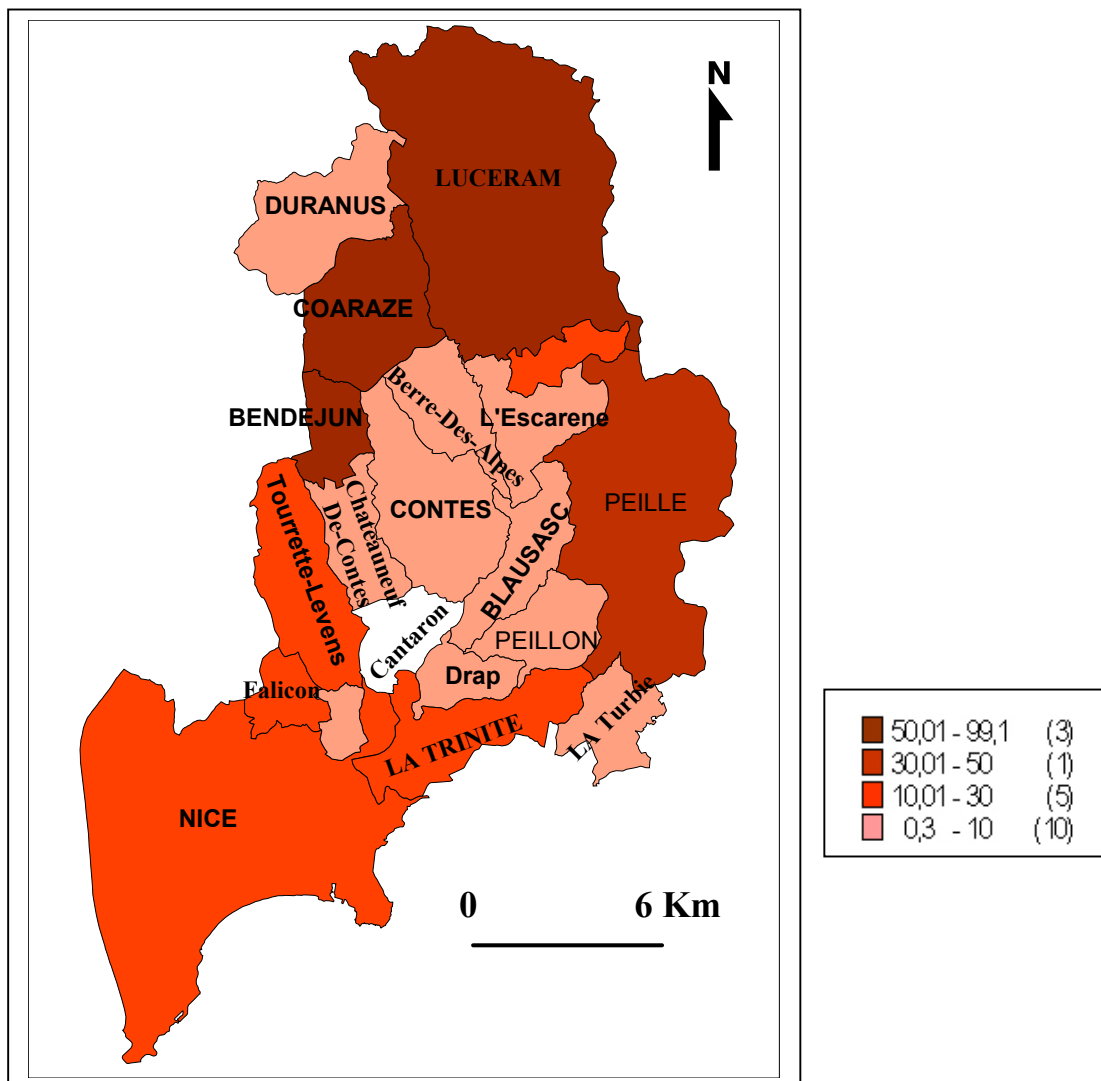 N
LUCERAM
DURANUS
COARAZE
BENDEJUN
Berre-Des-Alpes
L'Escarene
Tourrette-Levens
Chateauneuf
De-Contes
CONTES
BLAUSASC
PEILLE
Cantaron
PEILLON
Drap
Falicon
LA TRINITE
LA Turbie
NICE
0 6 Km
50,01 - 99,1 (3)
30,01 - 50 (1)
10,01 - 30 (5)
0,3 - 10 (10)